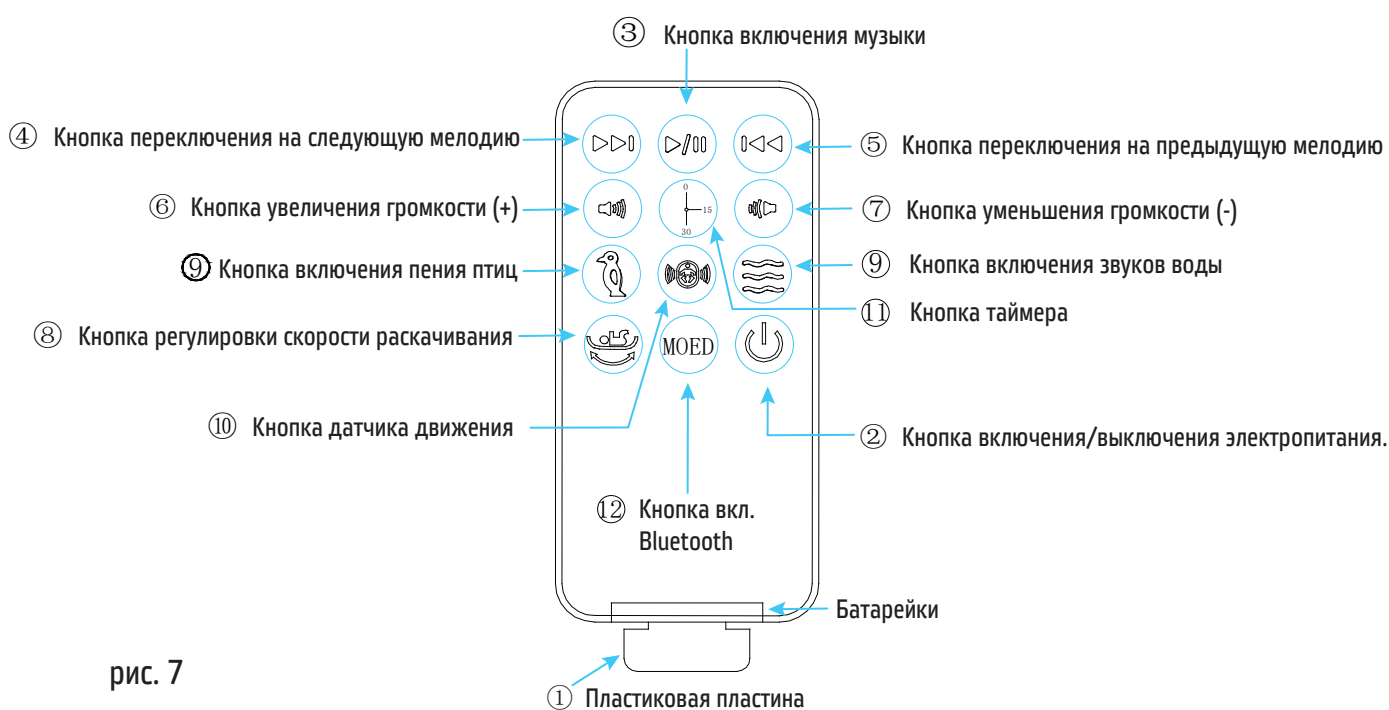 ③ Кнопка включения музыки
④ Кнопка переключения на следующую мелодию
⑤ Кнопка переключения на предыдущую мелодию
⑥ Кнопка увеличения громкости (+)
0
15
30
⑦ Кнопка уменьшения громкости (-)
⑨ Кнопка включения пения птиц
⑨ Кнопка включения звуков воды
⑪ Кнопка таймера
⑧ Кнопка регулировки скорости раскачивания
MOED
⑩ Кнопка датчика движения
② Кнопка включения/выключения электропитания.
⑫ Кнопка вкл.
Bluetooth
Батарейки
рис. 7
① Пластиковая пластина